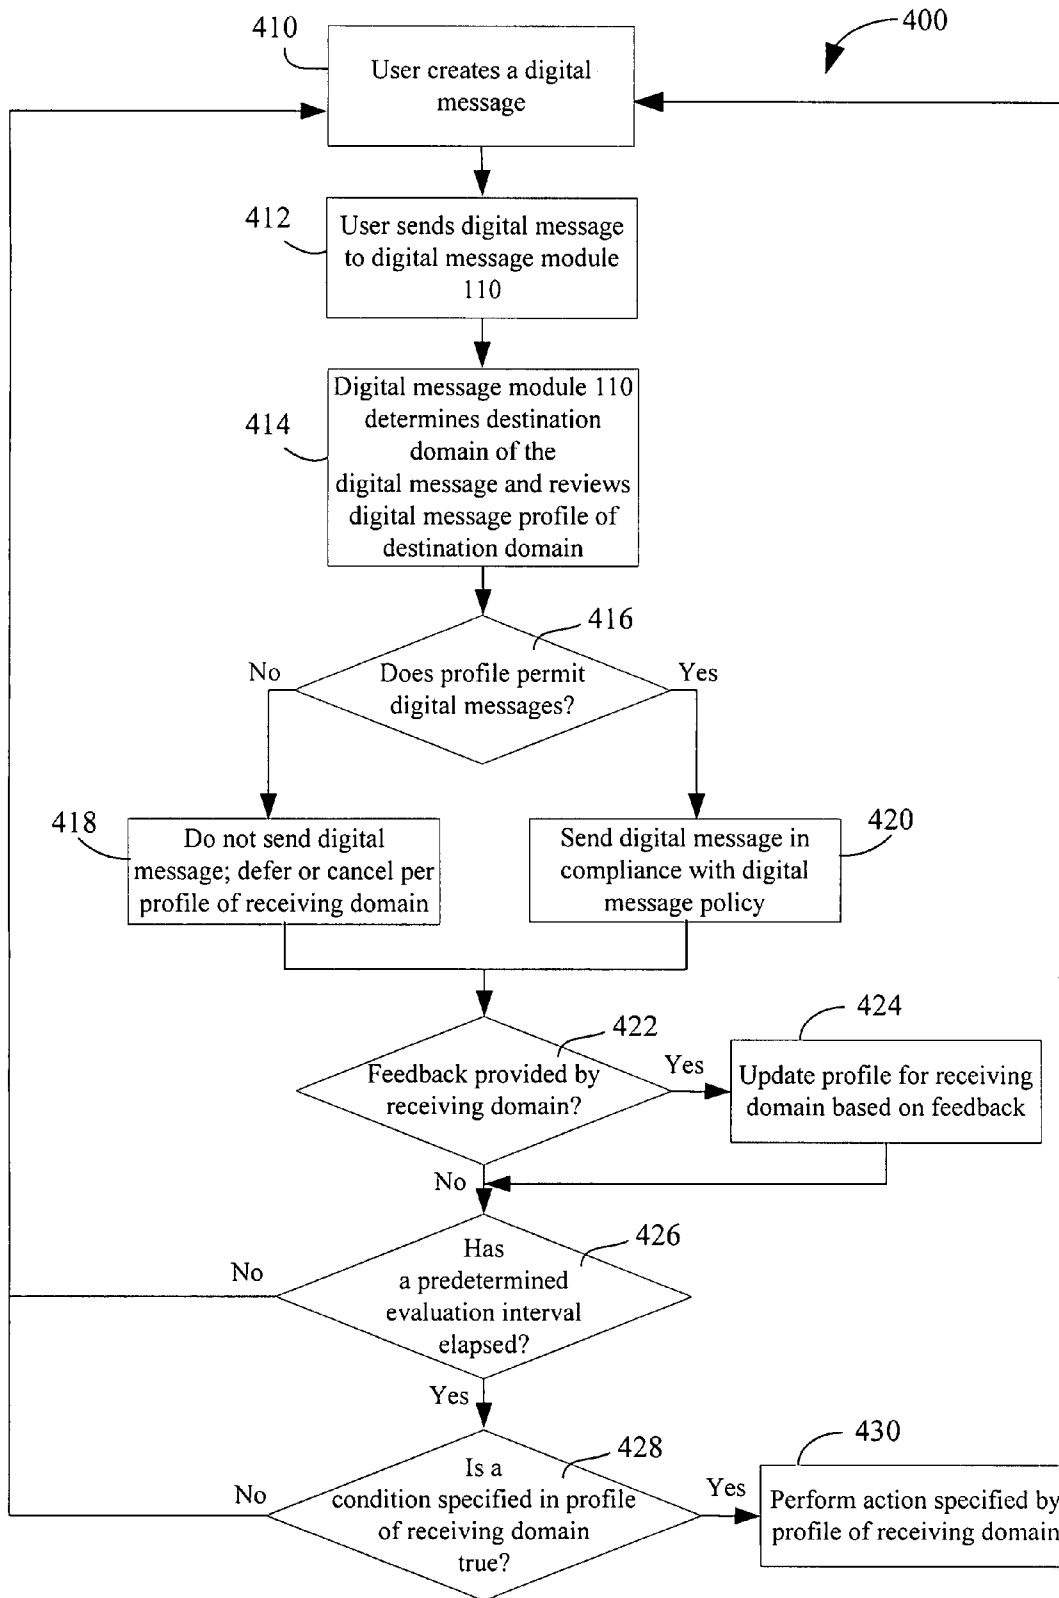 400
410
User creates a digital
message
412
User sends digital message
to digital message module
110
414
Digital message module 110
determines destination
domain of the
digital message and reviews
digital message profile of
destination domain
416
Does profile permit
digital messages?
No
Yes
418
Do not send digital
message; defer or cancel per
profile of receiving domain
420
Send digital message in
compliance with digital
message policy
422
Feedback provided by
receiving domain?
Yes
424
Update profile for receiving
domain based on feedback
No
426
Has
a predetermined
evaluation interval
elapsed?
No
Yes
428
Is a
condition specified in profile
of receiving domain
true?
No
Yes
430
Perform action specified by
profile of receiving domain